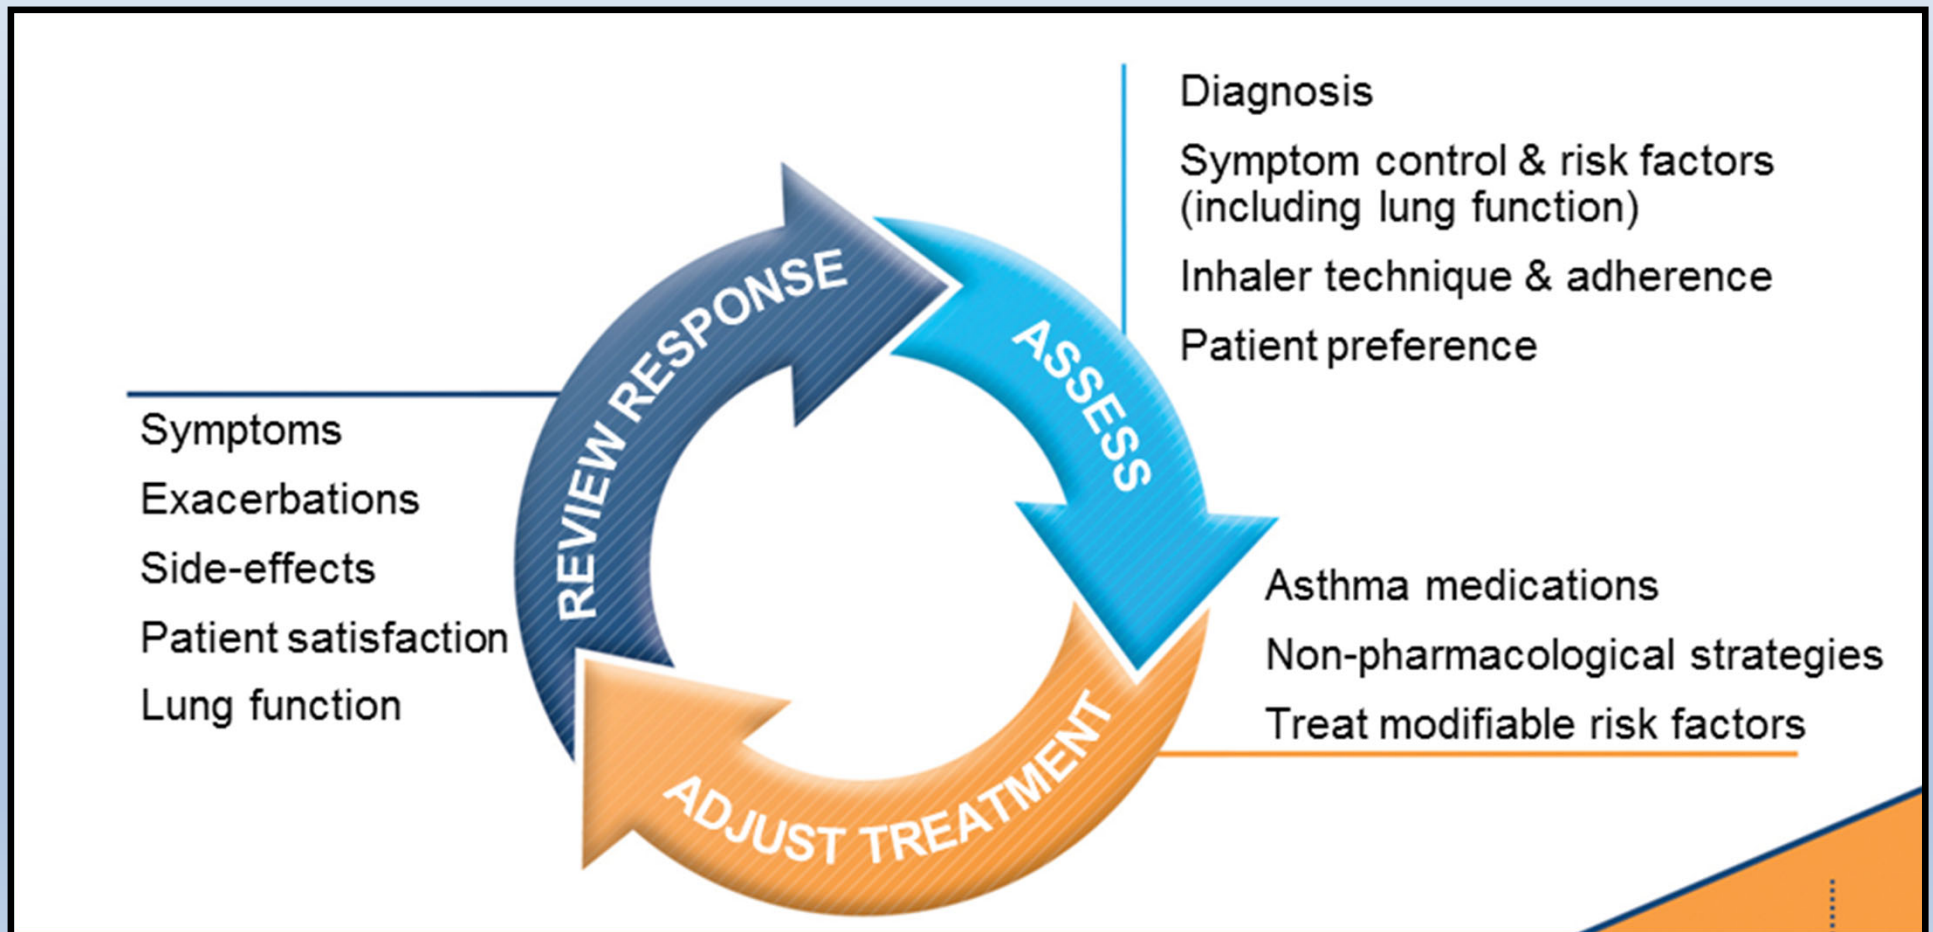 Diagnosis
Symptom control & risk factors
(including lung function)
Inhaler technique & adherence
Patient preference
REVIEW RESPONSE
ASSESS
Symptoms
Exacerbations
Side-effects
Patient satisfaction
Lung function
Asthma medications
Non-pharmacological strategies
Treat modifiable risk factors
ADJUST TREATMENT